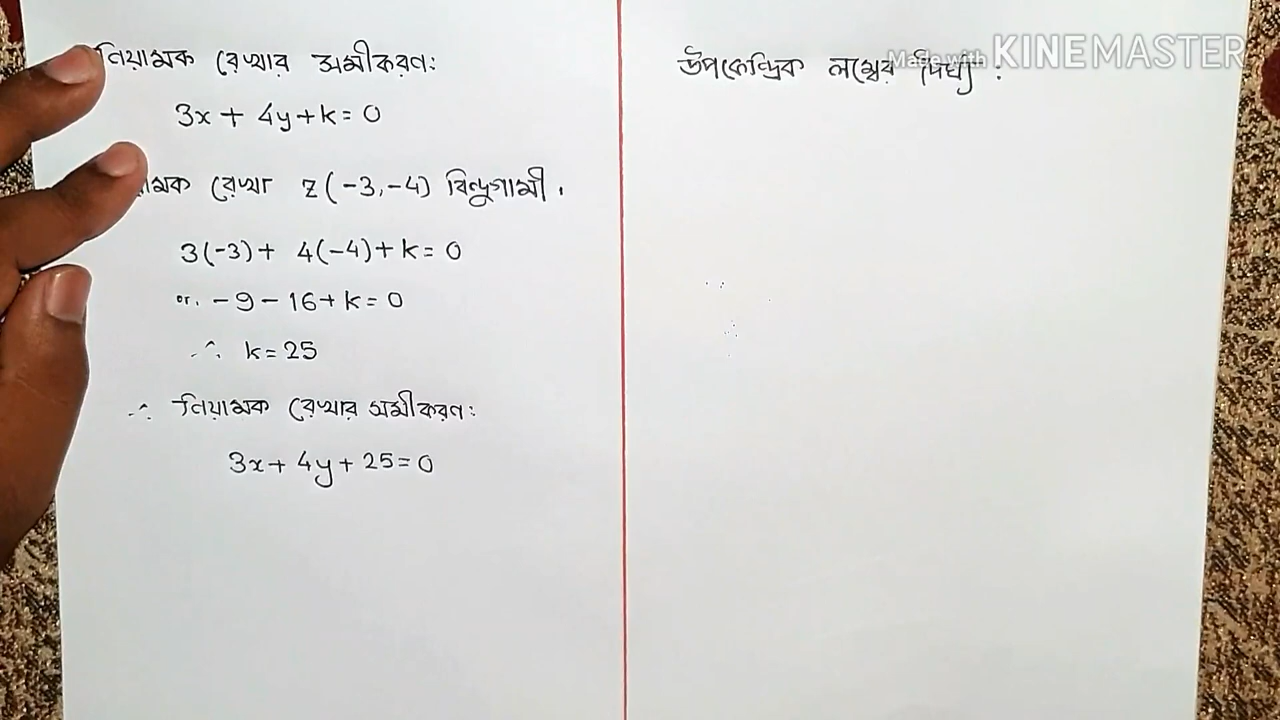 নিয়ামক রেখার সমীকরণ:
3x + 4y + k = 0
রেখা z(-3,-4) বিন্দুগামী.
3(-3) + 4(-4) + k = 0
or. -9 - 16 + k = 0
∴ k = 25
∴ নিয়ামক রেখার সমীকরণ:
3x + 4y + 25 = 0
উপকেন্দ্রিক লম্বের দৈর্ঘ্য :
Made with KINEMASTER